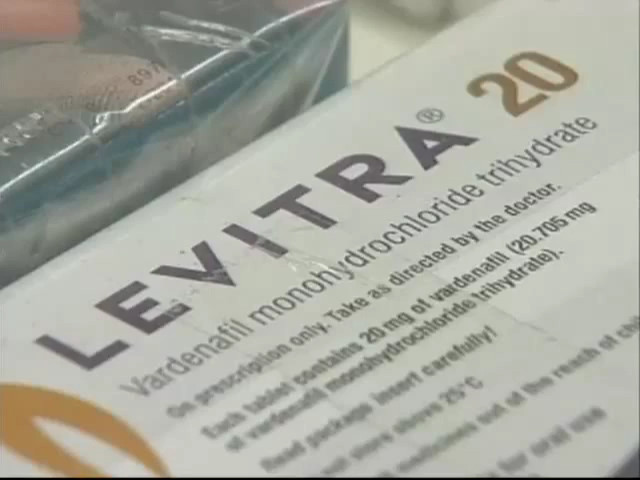 LEVITRA® 20
Vardenafil monohydrochloride trihydrate
On prescription only. Take as directed by the doctor.
Each tablet contains 20 mg of vardenafil (20.705 mg
of vardenafil monohydrochloride trihydrate).
Read package insert carefully!
not store above 25°C
medicines out of the reach of
for oral use
897